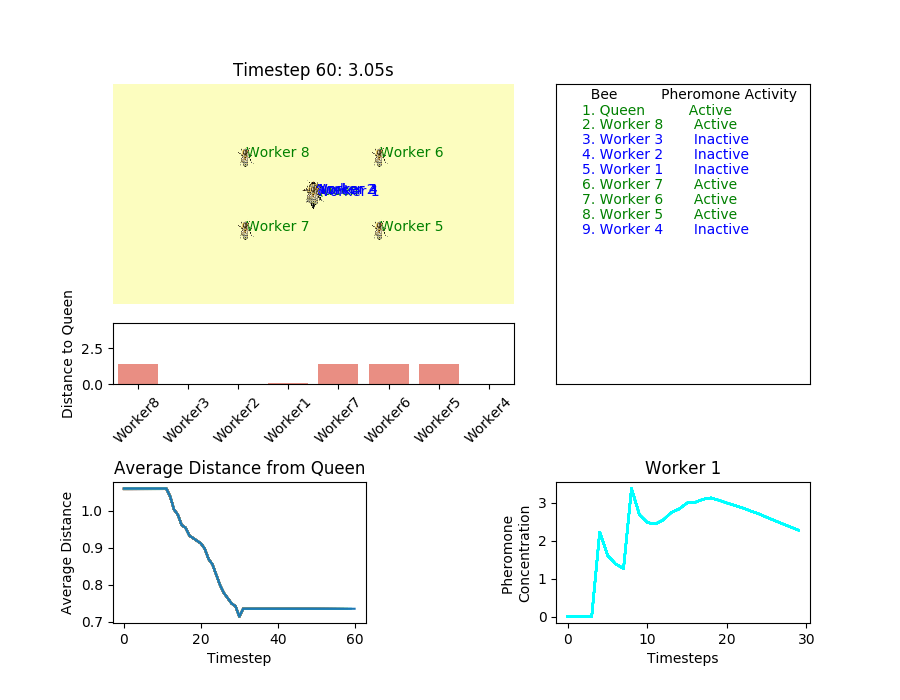 Timestep 60: 3.05s
Worker 8
Worker 6
Worker 7
Worker 5
Bee Pheromone Activity
1. Queen Active
2. Worker 8 Active
3. Worker 3 Inactive
4. Worker 2 Inactive
5. Worker 1 Inactive
6. Worker 7 Active
7. Worker 6 Active
8. Worker 5 Active
9. Worker 4 Inactive
Distance to Queen
2.5
0.0
Worker8
Worker3
Worker2
Worker1
Worker7
Worker6
Worker5
Worker4
Average Distance from Queen
Average Distance
1.0
0.9
0.8
0.7
0 20 40 60
Timestep
Worker 1
Pheromone
Concentration
3
2
1
0
0 10 20 30
Timesteps